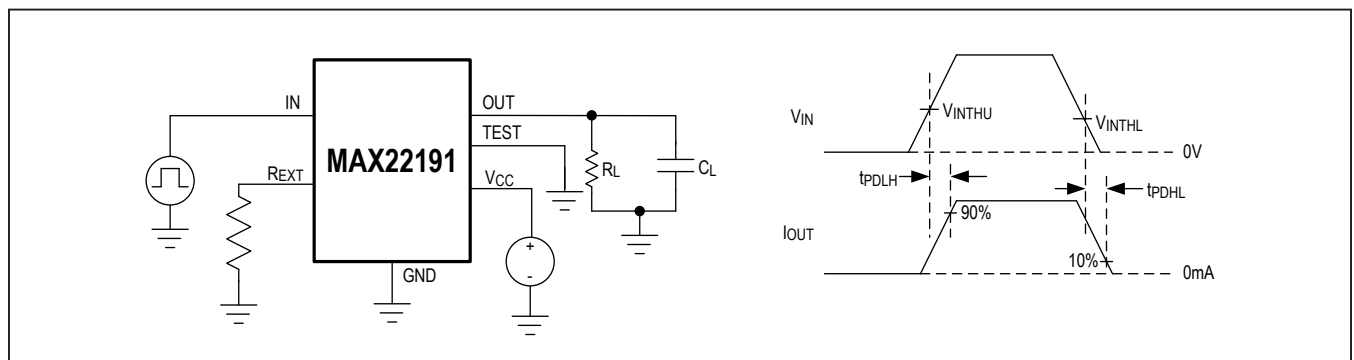 IN
OUT
TEST
MAX22191
REXT
VCC
RL
CL
+
-
GND
VIN
VINTHU
VINTHL
0V
tPDLH
tPDHL
90%
IOUT
10%
0mA